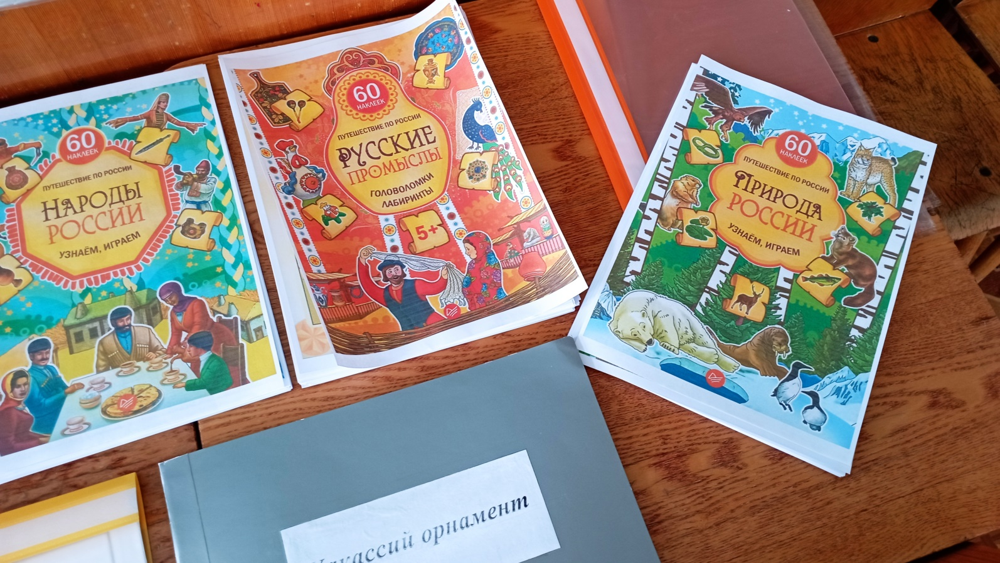 60
НАКЛЕЕК
ПУТЕШЕСТВИЕ ПО РОССИИ
НАРОДЫ
РОССИИ
УЗНАЁМ, ИГРАЕМ
60
НАКЛЕЕК
ПУТЕШЕСТВИЕ ПО РОССИИ
РУССКИЕ
ПРОМЫСЛЫ
ГОЛОВОЛОМКИ
ЛАБИРИНТЫ
5+
60
НАКЛЕЕК
ПУТЕШЕСТВИЕ ПО РОССИИ
ПРИРОДА
РОССИИ
УЗНАЁМ, ИГРАЕМ
орнамент